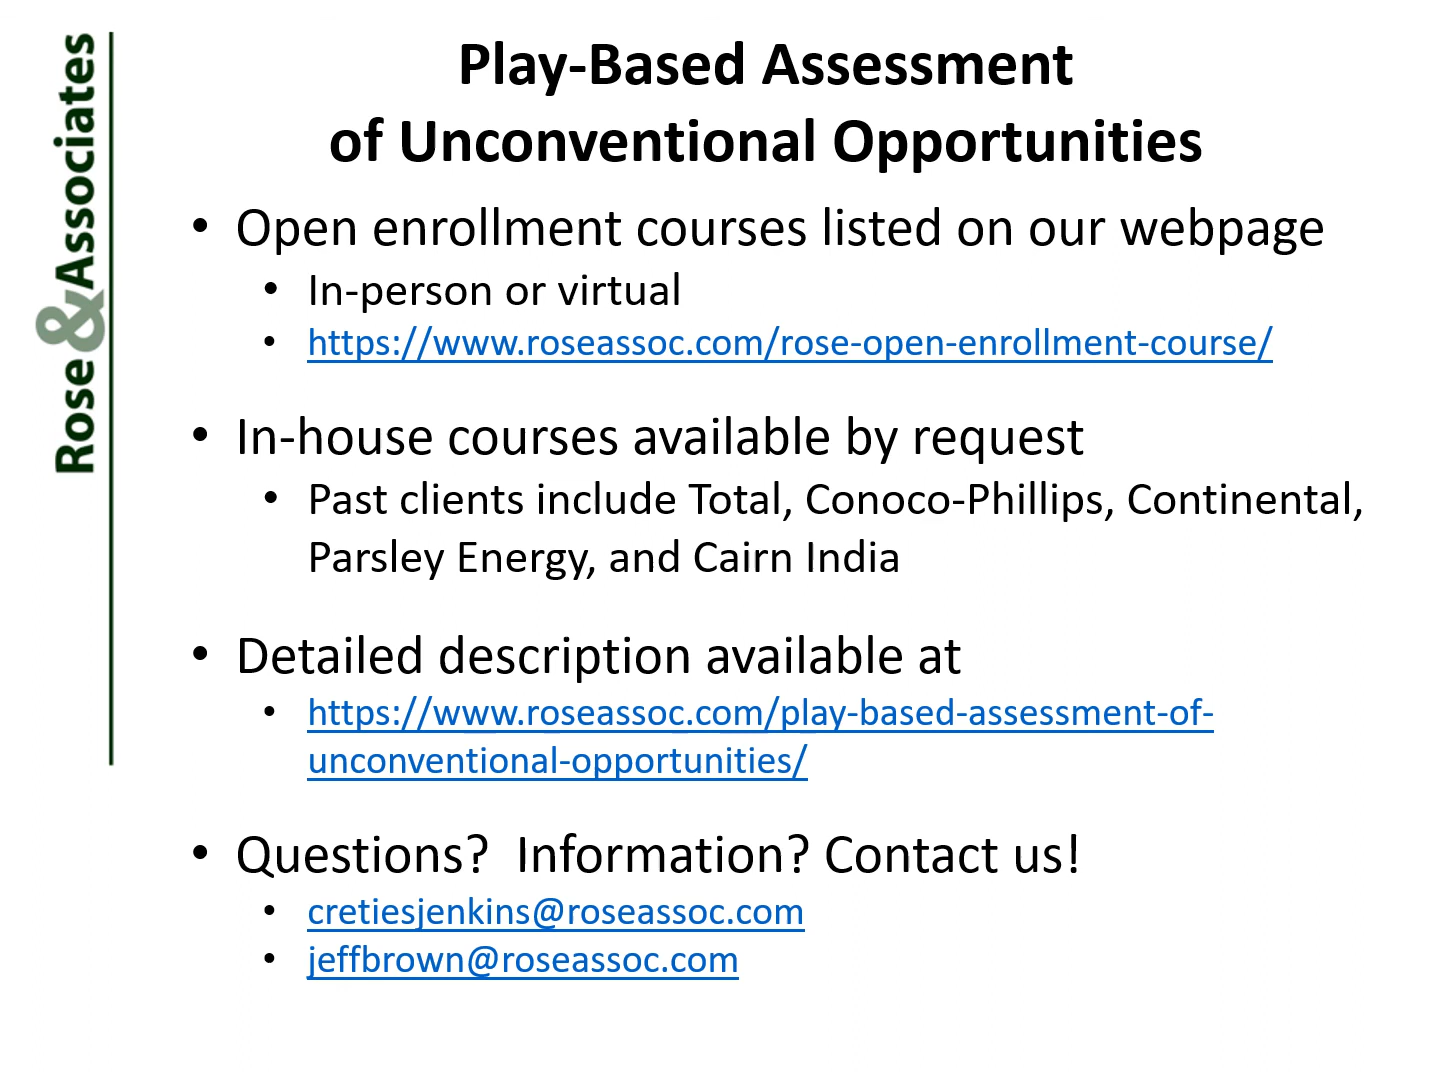 Rose & Associates
Play-Based Assessment
of Unconventional Opportunities
• Open enrollment courses listed on our webpage
• In-person or virtual
• https://www.roseassoc.com/rose-open-enrollment-course/
• In-house courses available by request
• Past clients include Total, Conoco-Phillips, Continental,
Parsley Energy, and Cairn India
• Detailed description available at
• https://www.roseassoc.com/play-based-assessment-of-
unconventional-opportunities/
• Questions?  Information? Contact us!
• cretiesjenkins@roseassoc.com
• jeffbrown@roseassoc.com